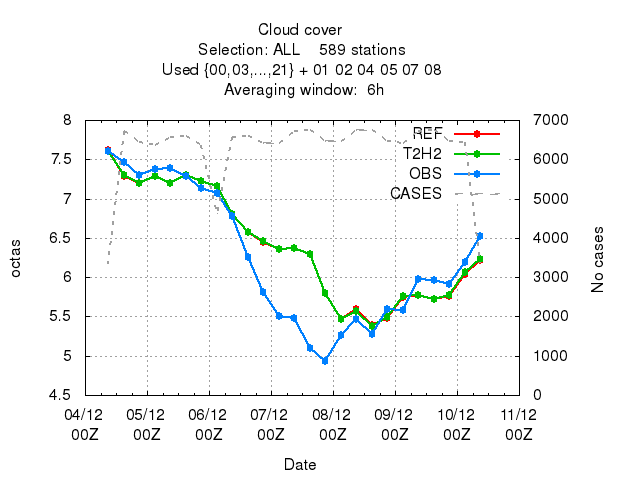 Cloud cover
Selection: ALL    589 stations
Used {00,03,...,21} + 01 02 04 05 07 08
Averaging window:  6h
8
7.5
7
6.5
6
5.5
5
4.5
octas
7000
6000
5000
4000
3000
2000
1000
0
No cases
REF
T2H2
OBS
CASES
04/12 05/12 06/12 07/12 08/12 09/12 10/12 11/12
00Z 00Z 00Z 00Z 00Z 00Z 00Z 00Z
Date